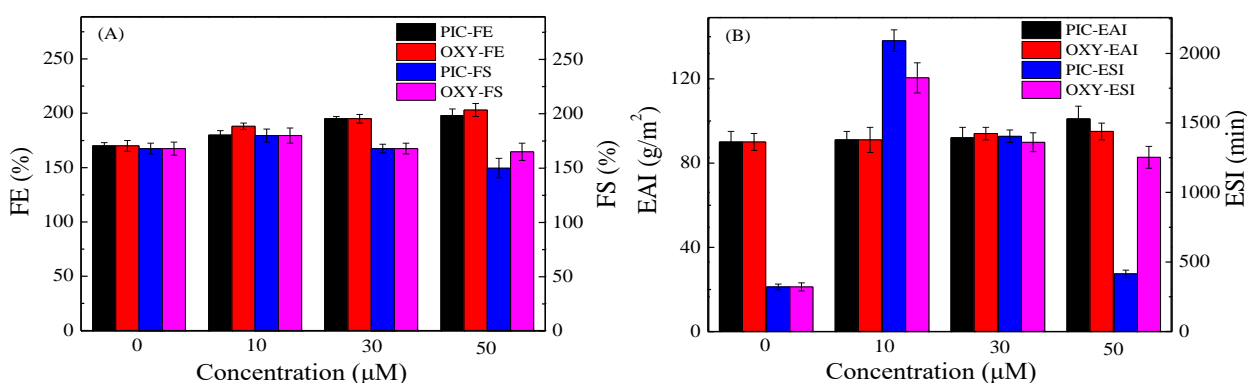 (A)
PIC-FE
OXY-FE
PIC-FS
OXY-FS
FE (%)
250
200
150
100
50
0
FS (%)
250
200
150
100
50
0
0 10 30 50
Concentration (μM)
(B)
PIC-EAI
OXY-EAI
PIC-ESI
OXY-ESI
EAI (g/m²)
120
80
40
0
ESI (min)
2000
1500
1000
500
0
0 10 30 50
Concentration (μM)